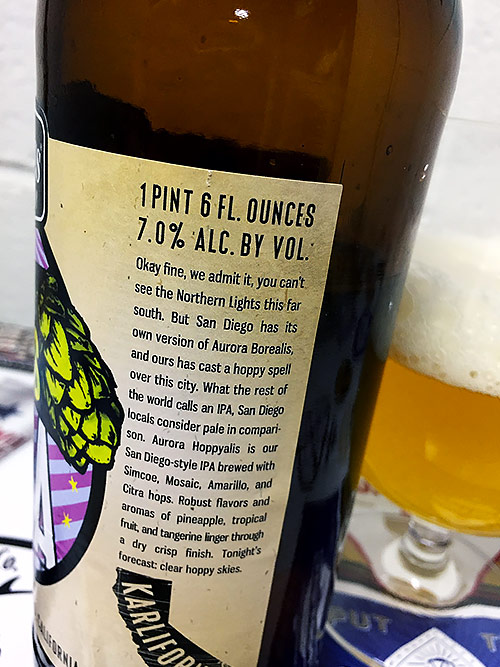 1 PINT 6 FL. OUNCES
7.0% ALC. BY VOL.
Okay fine, we admit it, you can't
see the Northern Lights this far
south. But San Diego has its
own version of Aurora Borealis,
and ours has cast a hoppy spell
over this city. What the rest of
the world calls an IPA, San Diego
locals consider pale in compari-
son. Aurora Hoppyalis is our
San Diego-style IPA brewed with
Simcoe, Mosaic, Amarillo, and
Citra hops. Robust flavors and
aromas of pineapple, tropical
fruit, and tangerine linger through
a dry crisp finish. Tonight's
forecast: clear hoppy skies.